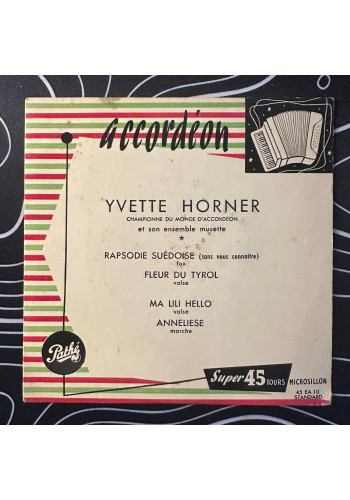 accordéon
YVETTE HORNER
CHAMPIONNE DU MONDE D'ACCORDÉON
et son ensemble musette
RAPSODIE SUÉDOISE (sans vous connaître)
fox
FLEUR DU TYROL
valse
MA LILI HELLO
valse
ANNELIESE
marche
Pathé
Super 45 TOURS MICROSILLON
45 EA 10
STANDARD